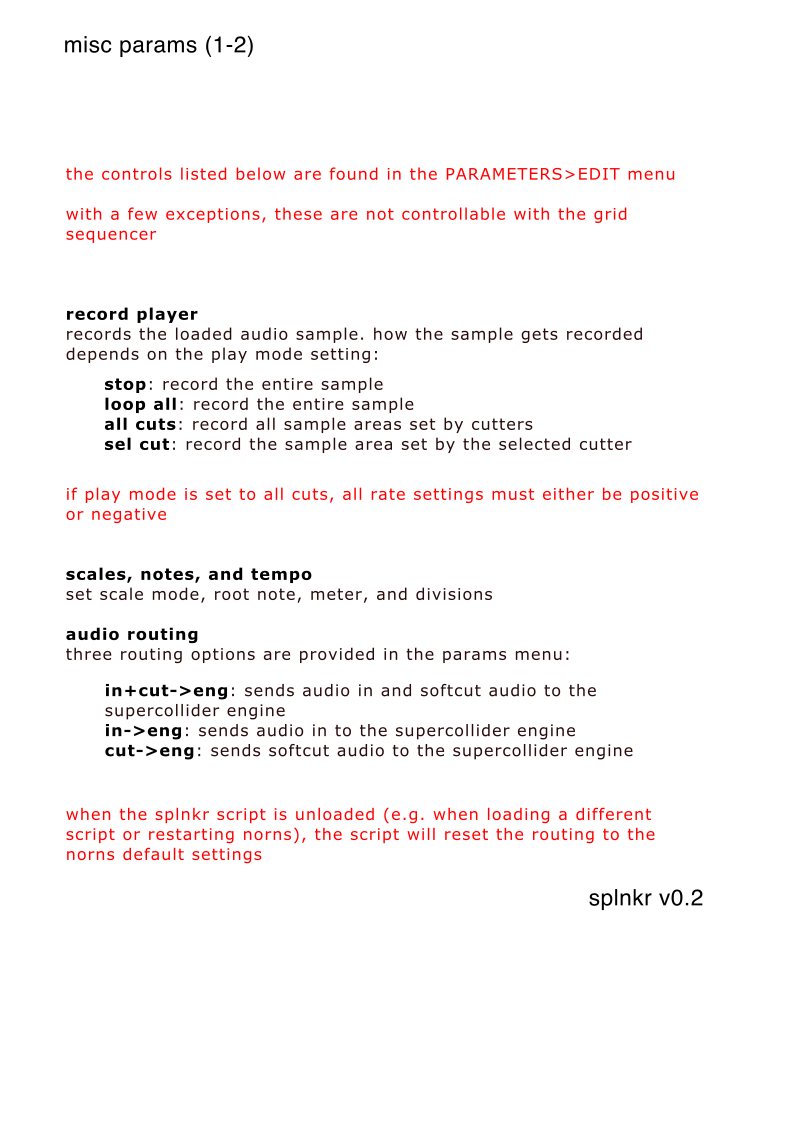 misc params (1-2)
the controls listed below are found in the PARAMETERS>EDIT menu
with a few exceptions, these are not controllable with the grid
sequencer
record player
records the loaded audio sample. how the sample gets recorded
depends on the play mode setting:
stop: record the entire sample
loop all: record the entire sample
all cuts: record all sample areas set by cutters
sel cut: record the sample area set by the selected cutter
if play mode is set to all cuts, all rate settings must either be positive
or negative
scales, notes, and tempo
set scale mode, root note, meter, and divisions
audio routing
three routing options are provided in the params menu:
in+cut->eng: sends audio in and softcut audio to the
supercollider engine
in->eng: sends audio in to the supercollider engine
cut->eng: sends softcut audio to the supercollider engine
when the splnkr script is unloaded (e.g. when loading a different
script or restarting norns), the script will reset the routing to the
norns default settings
splnkr v0.2